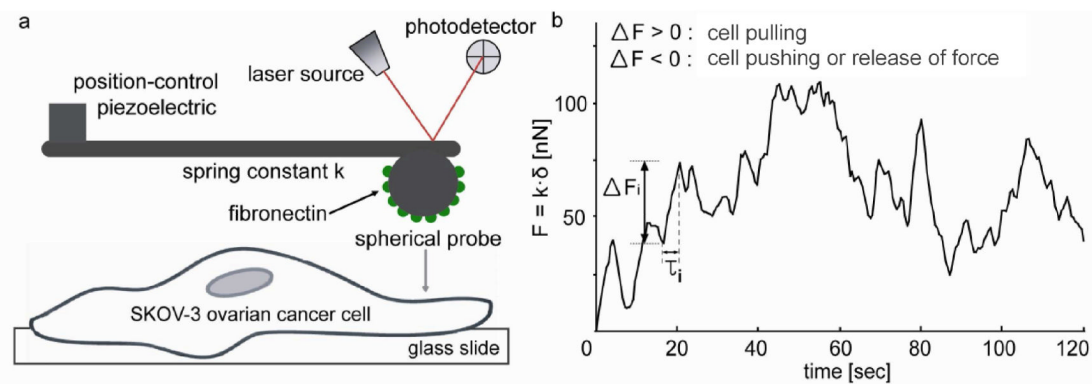 a
photodetector
laser source
position-control
piezoelectric
spring constant k
fibronectin
spherical probe
SKOV-3 ovarian cancer cell
glass slide
b
ΔF > 0 : cell pulling
ΔF < 0 : cell pushing or release of force
F = k·δ [nN]
100
50
ΔFi
τi
0
20
40
60
80
100
120
time [sec]